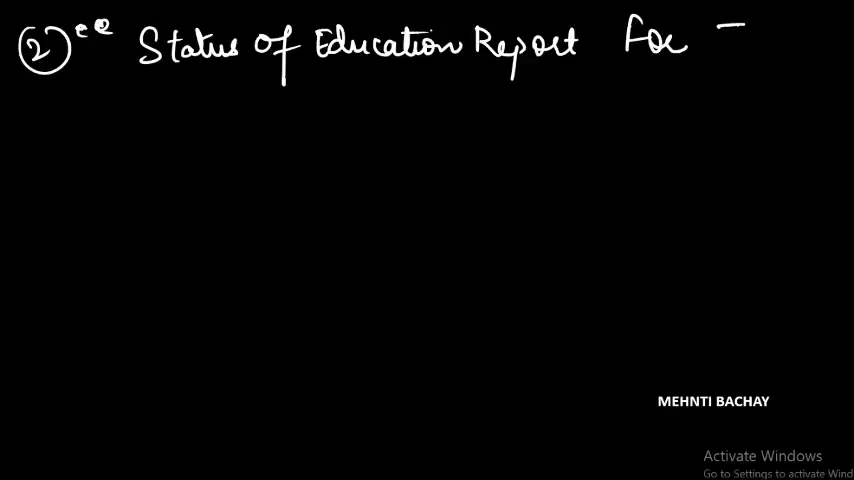 ② " Status of Education Report For
MEHNTI BACHAY
Activate Windows
Go to Settings to activate Wind